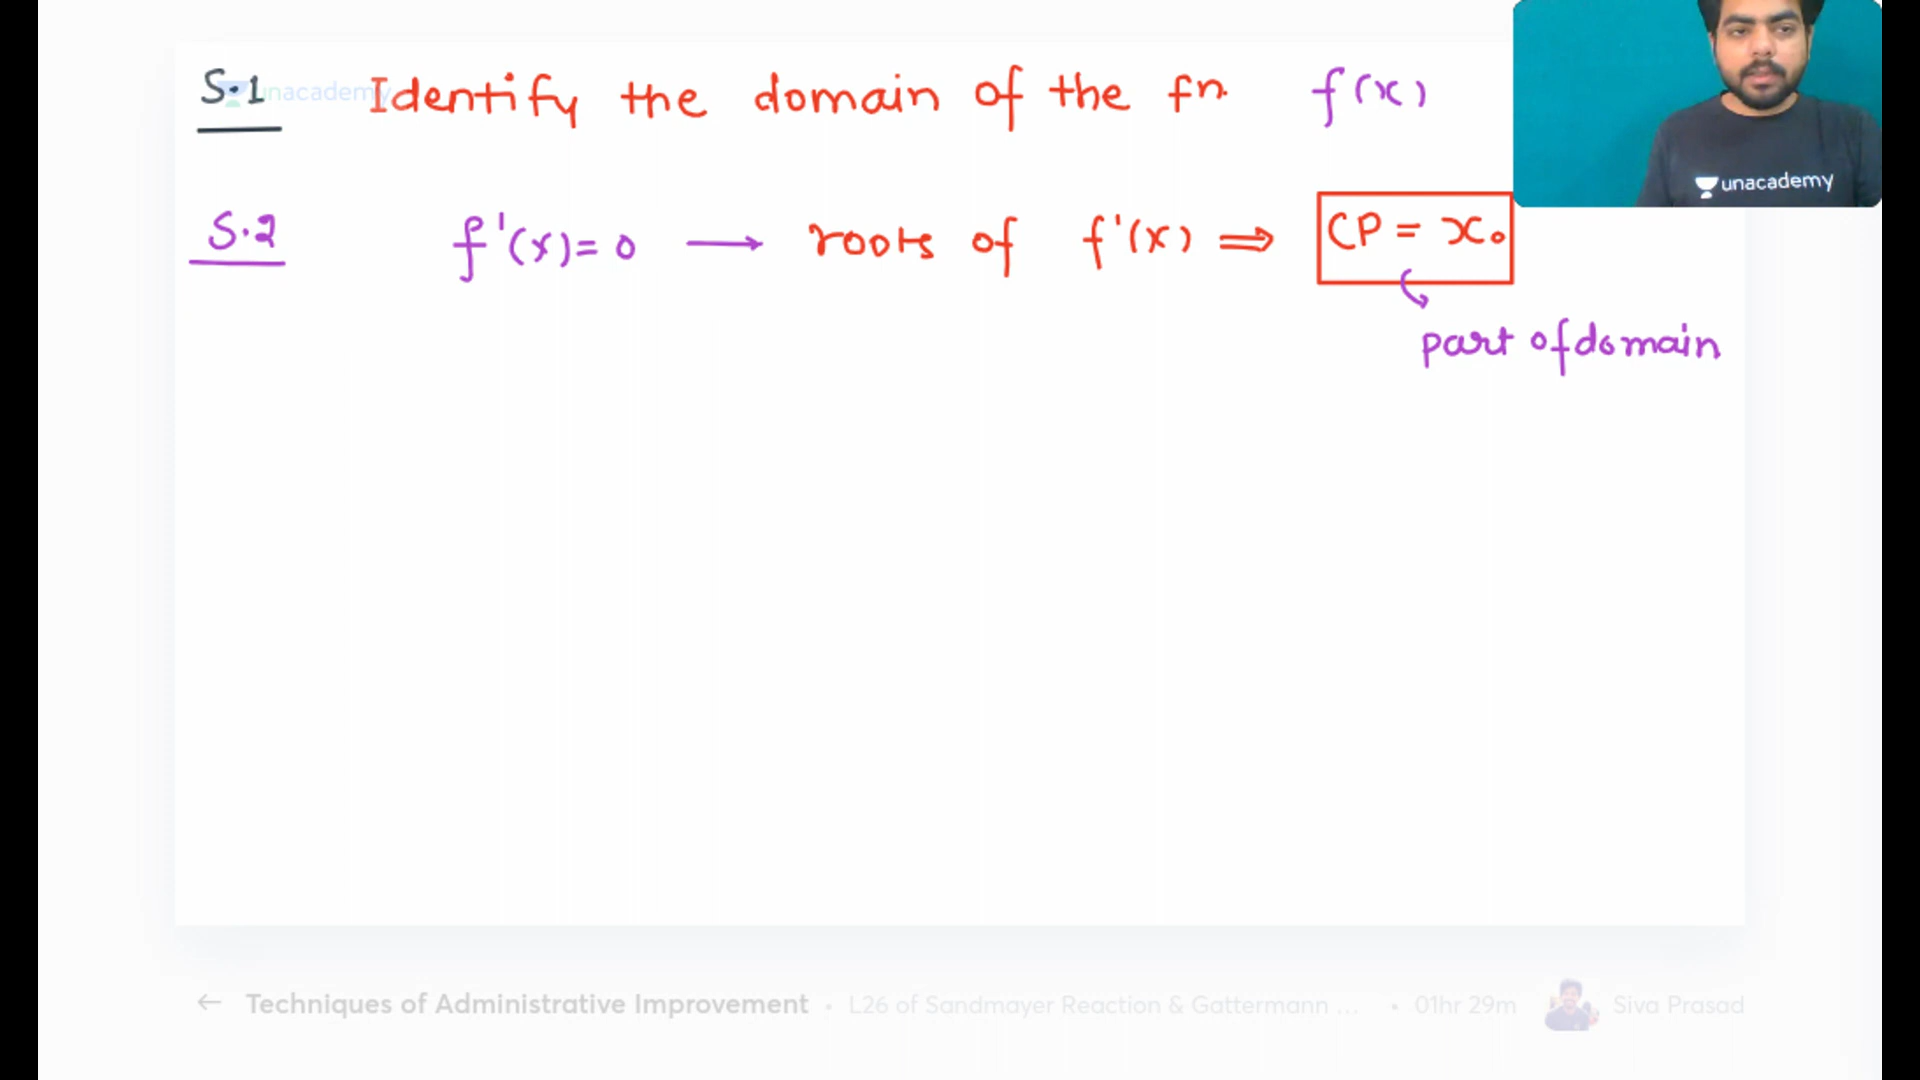 S.1 Identify the domain of the fn. f(x)
unacademy
unacademy
S.2 f'(x)=0 ⟶ roots of f'(x) ⇒ CP = x₀
part of domain
← Techniques of Administrative Improvement • L26 of Sandmayer Reaction & Gattermann ... • 01hr 29m Siva Prasad